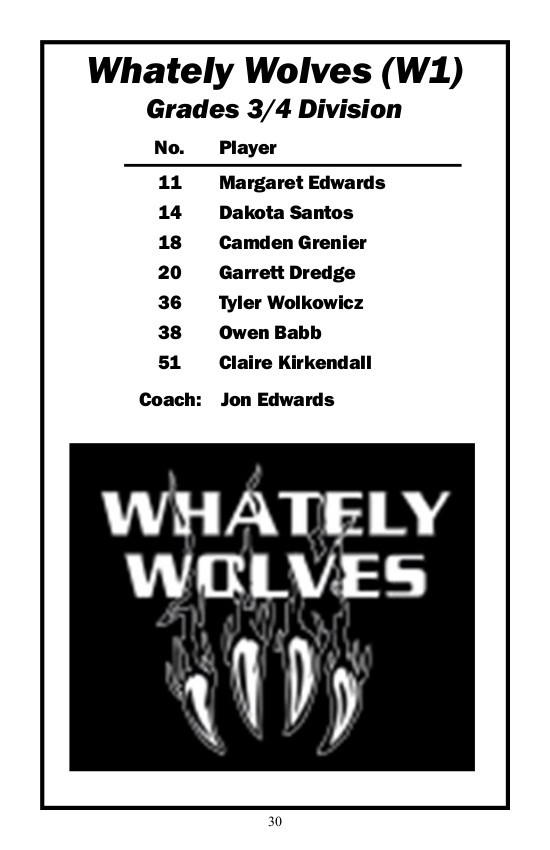 Whately Wolves (W1)
Grades 3/4 Division
No. Player
11 Margaret Edwards
14 Dakota Santos
18 Camden Grenier
20 Garrett Dredge
36 Tyler Wolkowicz
38 Owen Babb
51 Claire Kirkendall
Coach: Jon Edwards
WHATELY
WOLVES
30